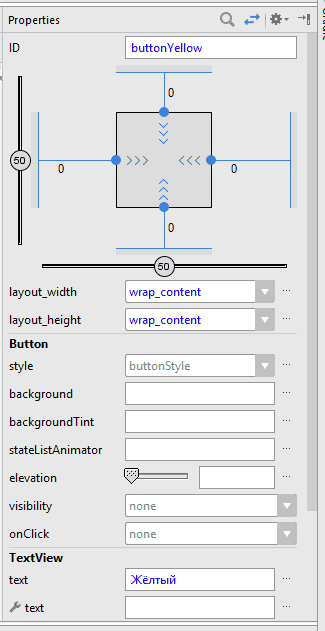 Properties
ID buttonYellow
0
50
0 0
0
50
layout_width wrap_content ...
layout_height wrap_content ...
Button
style buttonStyle ...
background ...
backgroundTint ...
stateListAnimator ...
elevation ...
visibility none
onClick none
TextView
text Жёлтый ...
text ...